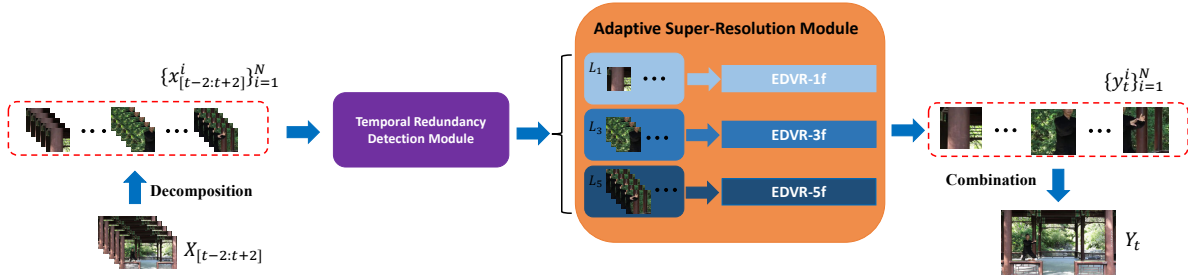 Adaptive Super-Resolution Module
{x^i_{[t-2:t+2]}}^N_{i=1}
Temporal Redundancy
Detection Module
L_1
EDVR-1f
L_3
EDVR-3f
L_5
EDVR-5f
{y^i_t}^N_{i=1}
Decomposition
Combination
X_{[t-2:t+2]}
Y_t